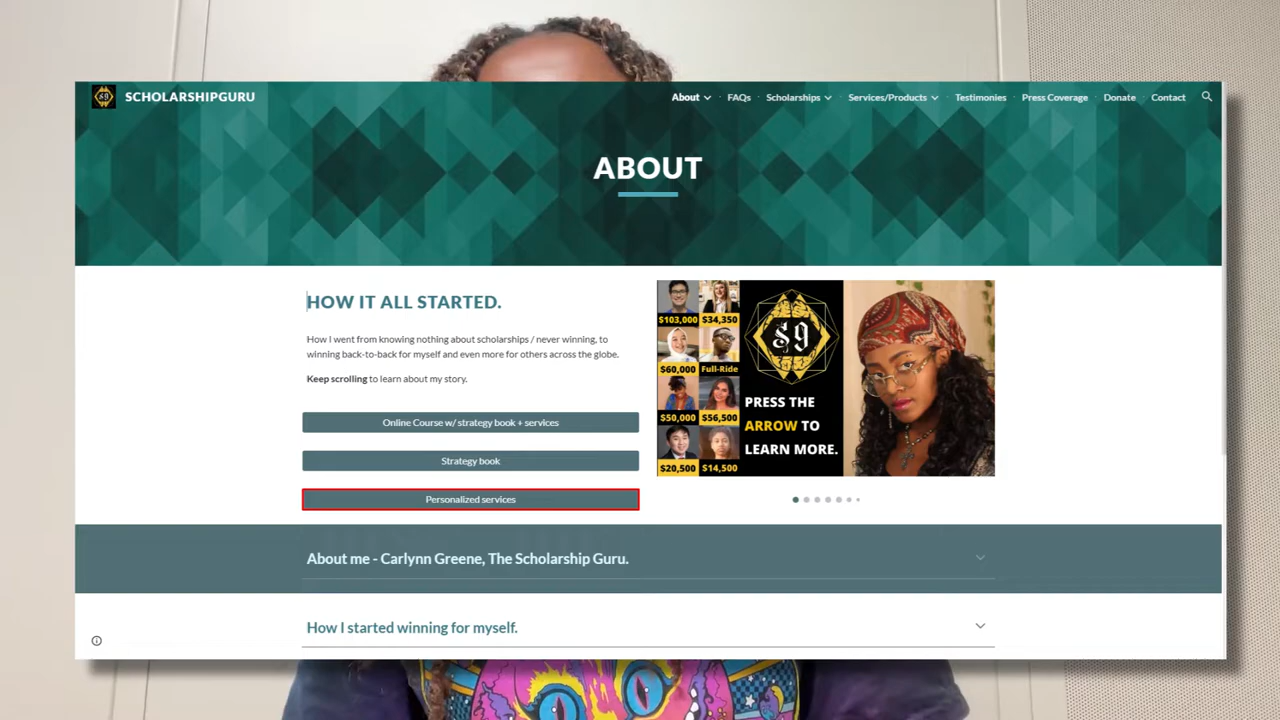 SCHOLARSHIPGURU
About FAQs Scholarships Services/Products Testimonies Press Coverage Donate Contact
ABOUT
HOW IT ALL STARTED.
How I went from knowing nothing about scholarships / never winning, to
winning back-to-back for myself and even more for others across the globe.
Keep scrolling to learn about my story.
Online Course w/ strategy book + services
Strategy book
Personalized services
$103,000 $34,350
$60,000 Full-Ride
$50,000 $56,500
$20,500 $14,500
sg
PRESS THE
ARROW TO
LEARN MORE.
About me - Carlynn Greene, The Scholarship Guru.
How I started winning for myself.